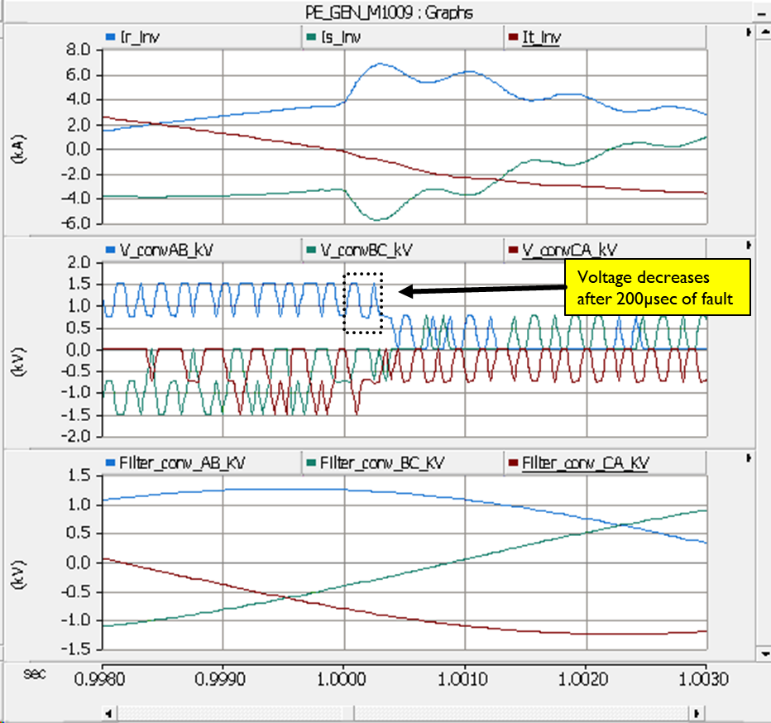 PE_GEN_M1009 : Graphs
Ir_inv Is_inv It_inv
8.0
6.0
4.0
2.0
0.0
-2.0
-4.0
-6.0
(kA)
V_convAB_kV V_convBC_kV V_convCA_kV
2.0
1.5
1.0
0.5
0.0
-0.5
-1.0
-1.5
-2.0
(kV)
Voltage decreases
after 200µsec of fault
Filter_conv_AB_kV Filter_conv_BC_kV Filter_conv_CA_kV
1.5
1.0
0.5
0.0
-0.5
-1.0
-1.5
(kV)
sec 0.9980 0.9990 1.0000 1.0010 1.0020 1.0030